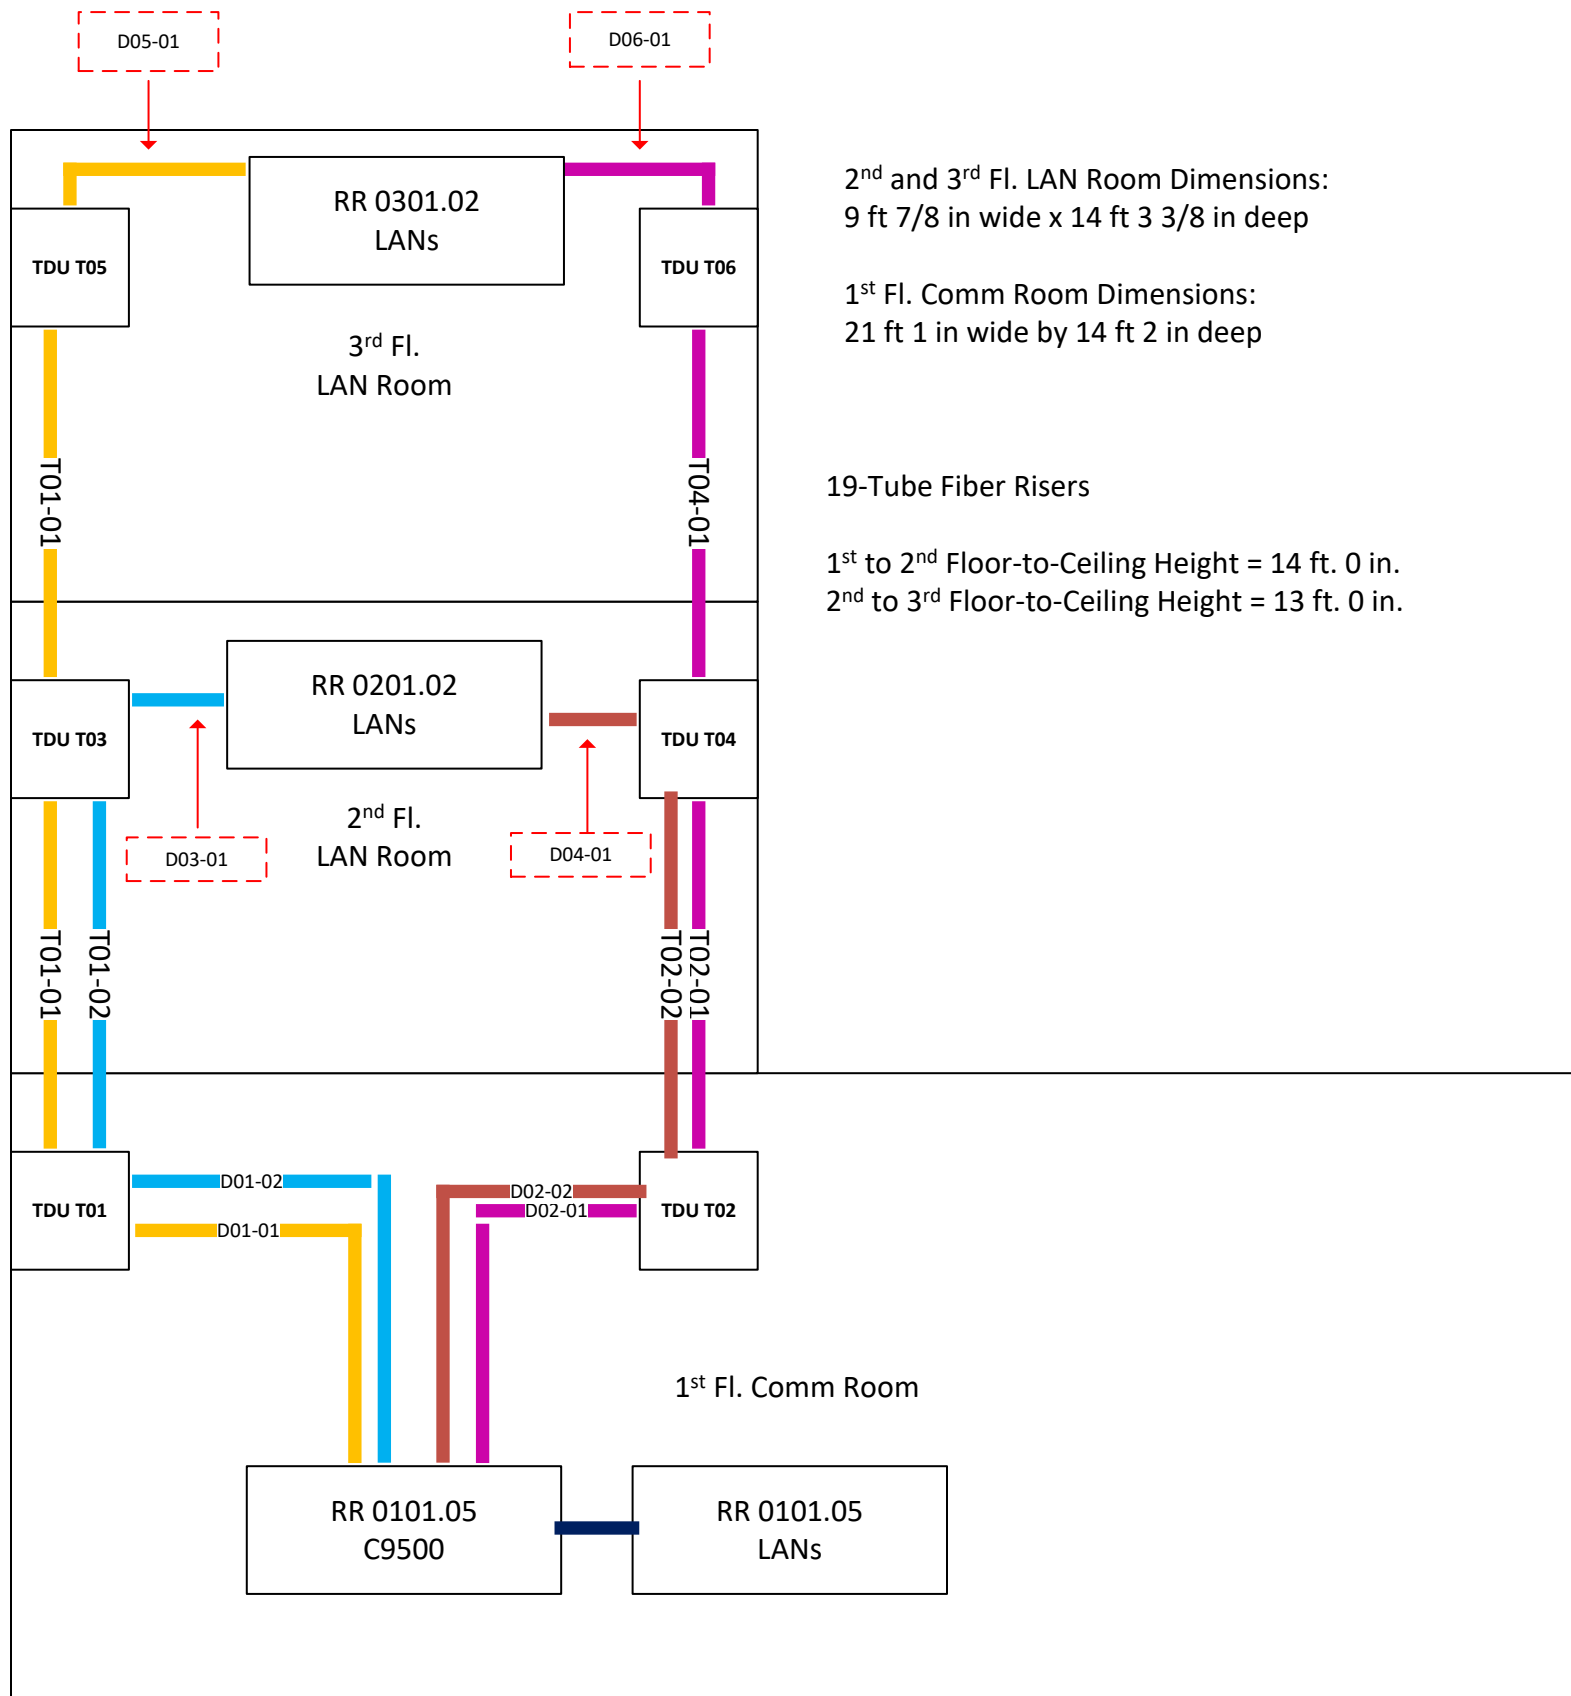 D05-01
D06-01
RR 0301.02
LANs
TDU T05
TDU T06
3rd Fl.
LAN Room
2nd and 3rd Fl. LAN Room Dimensions:
9 ft 7/8 in wide x 14 ft 3 3/8 in deep
1st Fl. Comm Room Dimensions:
21 ft 1 in wide by 14 ft 2 in deep
T01-01
T04-01
19-Tube Fiber Risers
1st to 2nd Floor-to-Ceiling Height = 14 ft. 0 in.
2nd to 3rd Floor-to-Ceiling Height = 13 ft. 0 in.
RR 0201.02
LANs
TDU T03
TDU T04
D03-01
2nd Fl.
LAN Room
D04-01
T01-01
T01-02
T02-02
T02-01
TDU T01
D01-02
D01-01
D02-02
D02-01
TDU T02
1st Fl. Comm Room
RR 0101.05
C9500
RR 0101.05
LANs